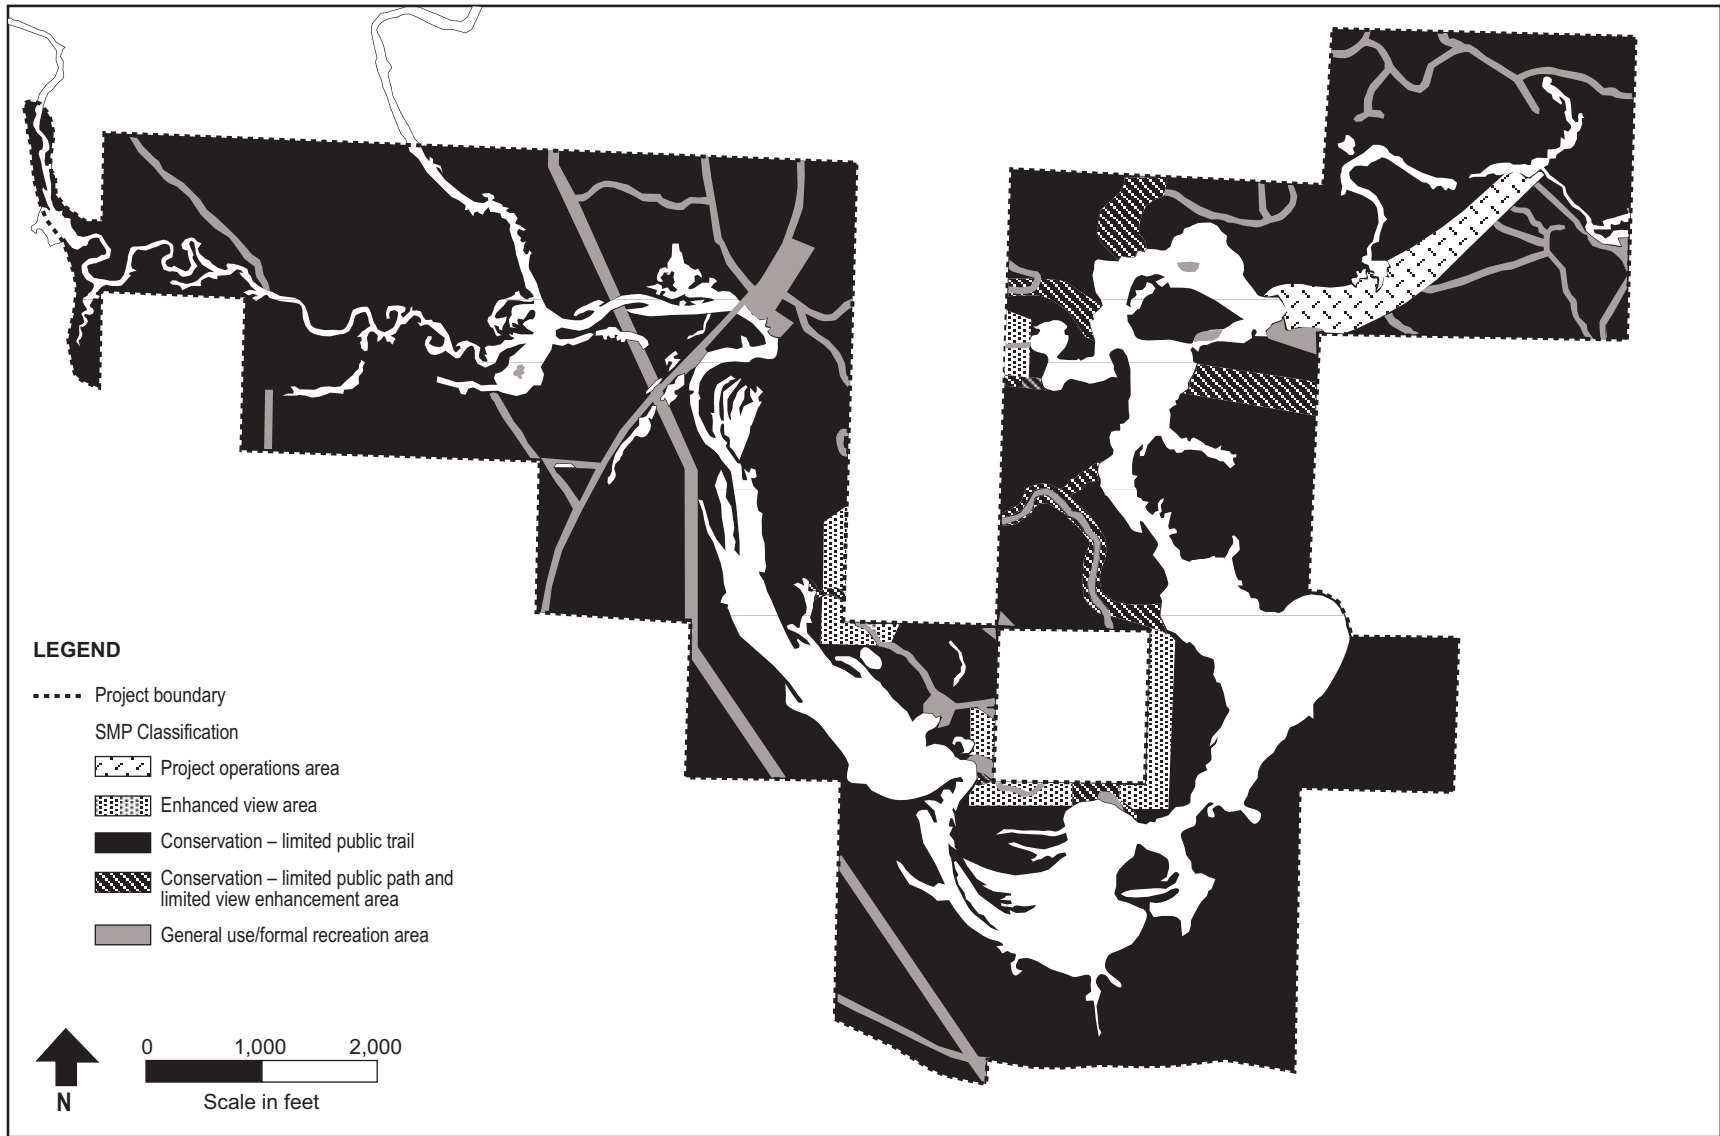 LEGEND
Project boundary
SMP Classification
Project operations area
Enhanced view area
Conservation – limited public trail
Conservation – limited public path and
limited view enhancement area
General use/formal recreation area
0 1,000 2,000
Scale in feet
N